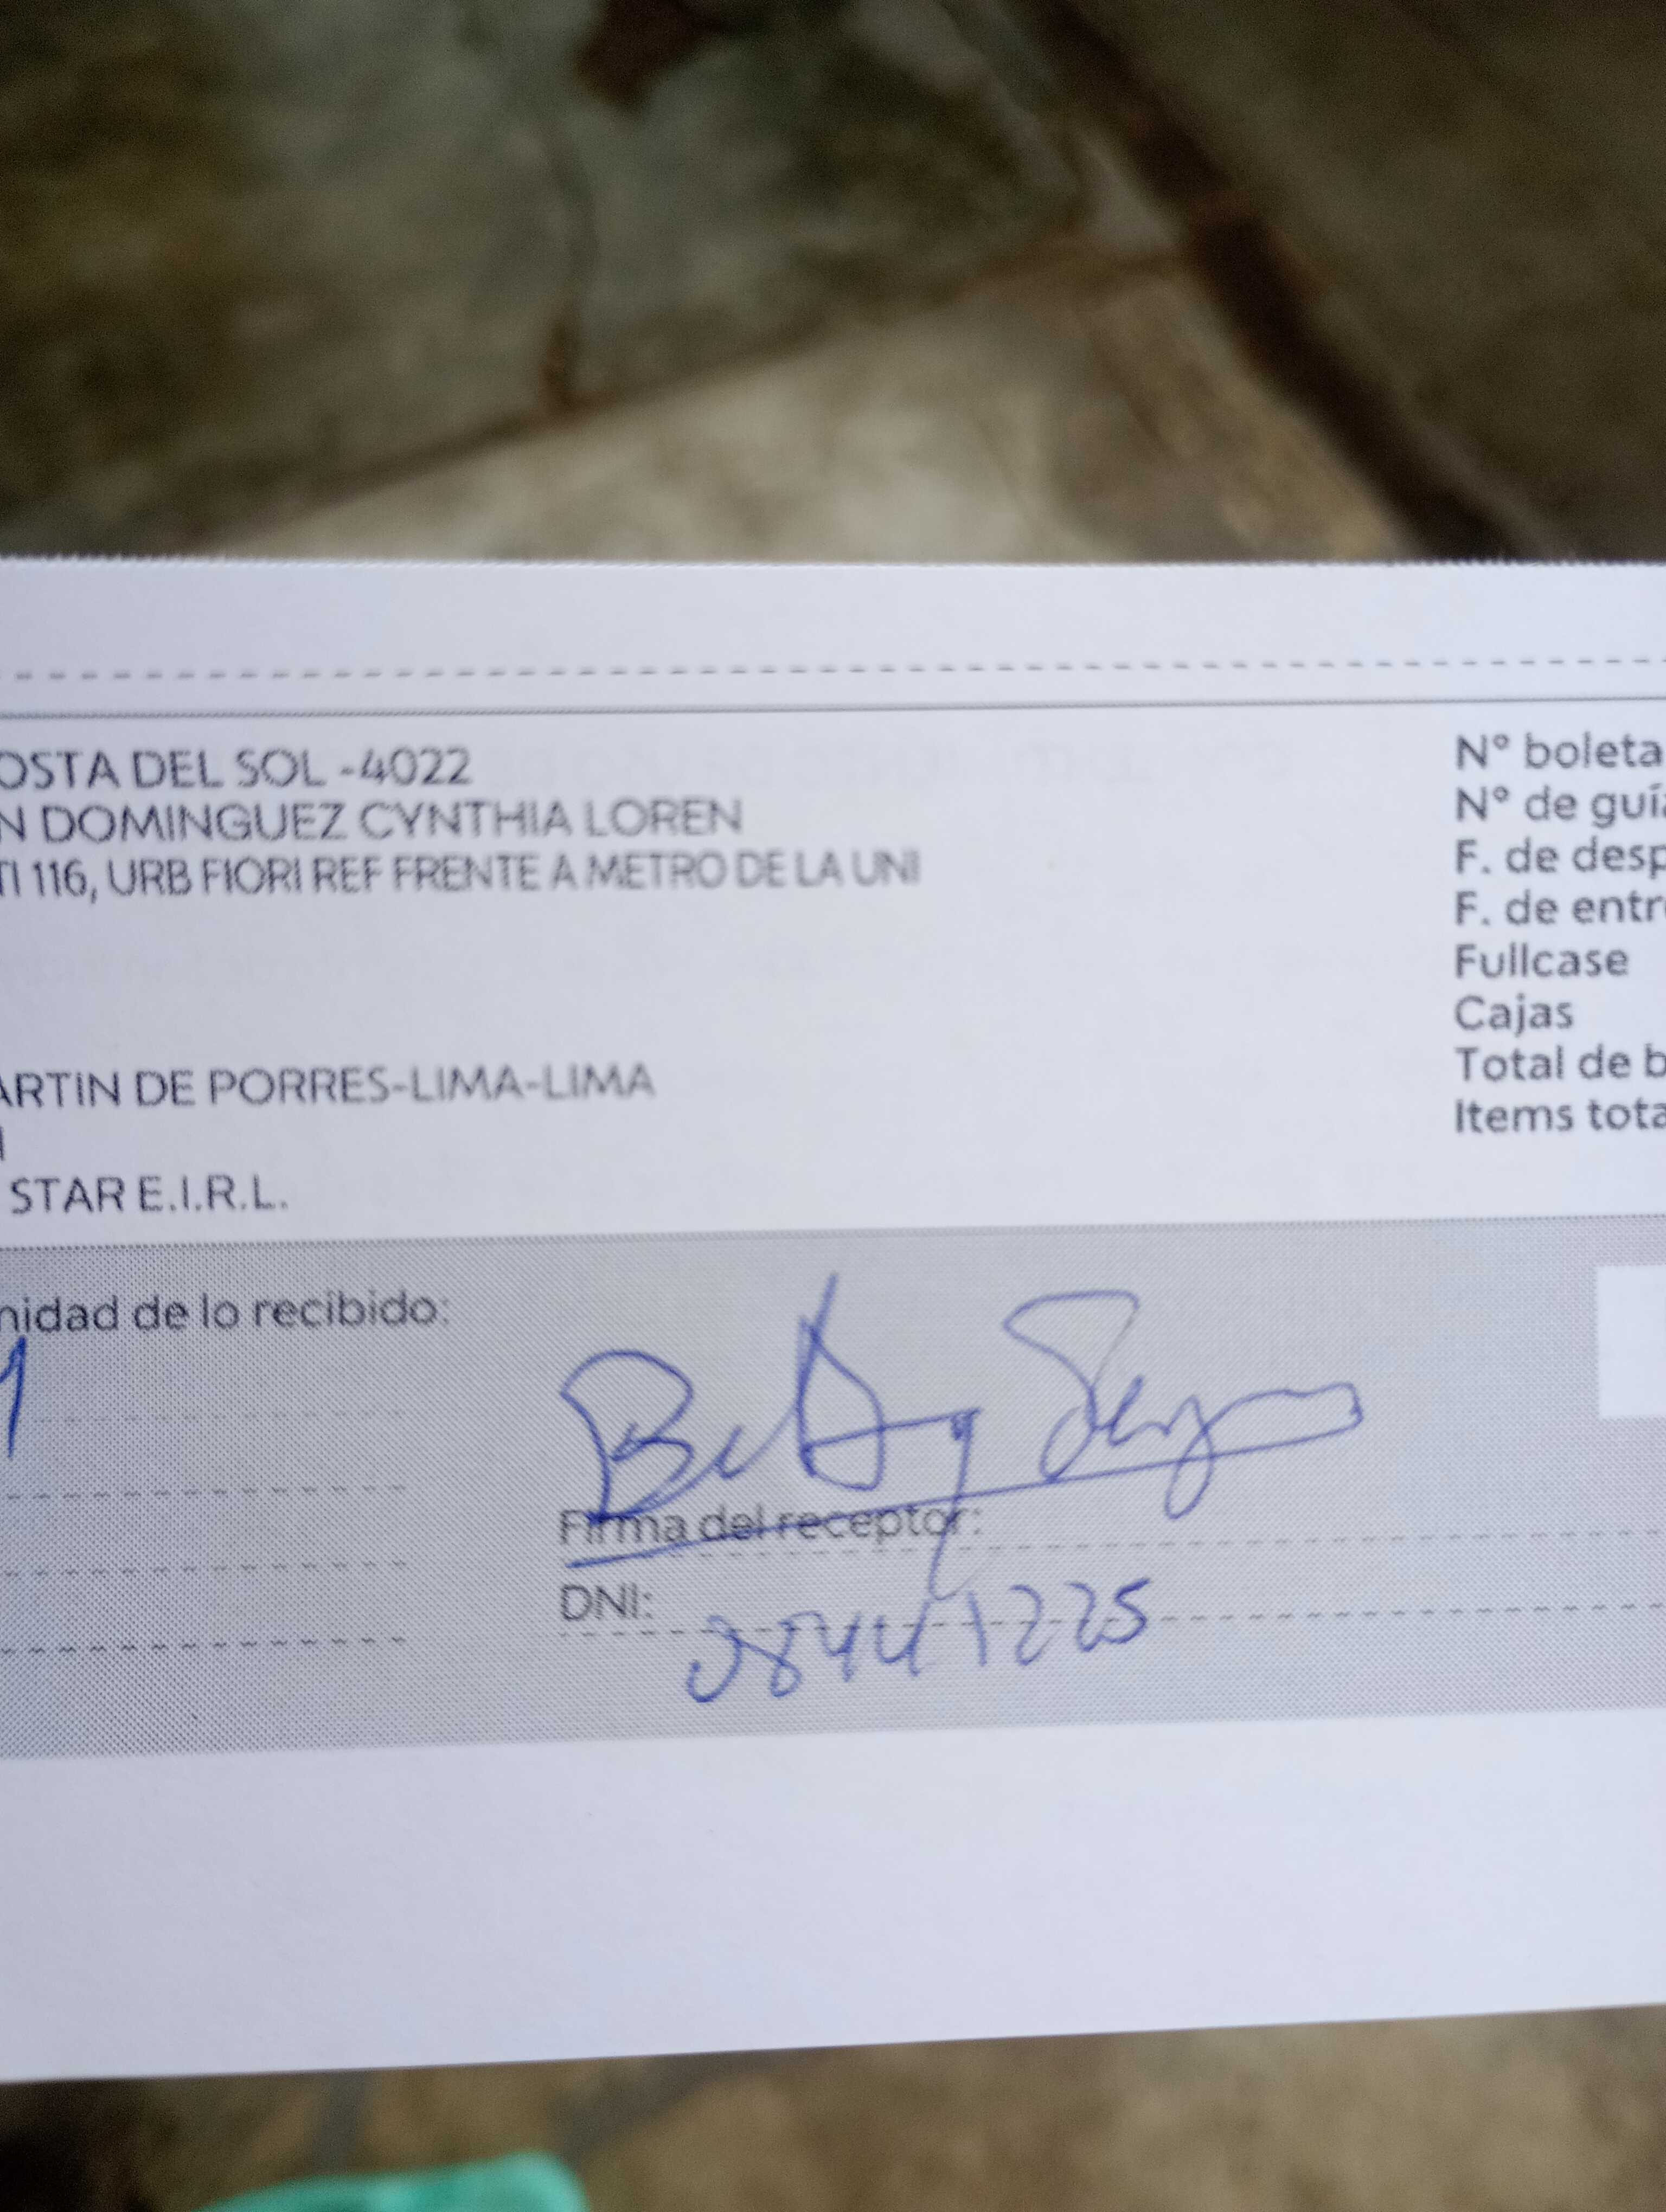 OSTA DEL SOL -4022
N DOMINGUEZ CYNTHIA LOREN
TI 116, URB FIORI REF FRENTE A METRO DE LA UNI
ARTIN DE PORRES-LIMA-LIMA
STAR E.I.R.L.
N° boleta
N° de guía
F. de desp
F. de entr
Fullcase
Cajas
Total de b
Items tota
nidad de lo recibido:
Betty
Firma del receptor:
DNI:
08441225